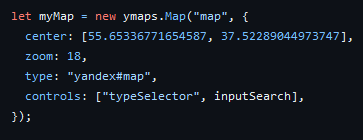 let myMap = new ymaps.Map("map", {
  center: [55.65336771654587, 37.52289044973747],
  zoom: 18,
  type: "yandex#map",
  controls: ["typeSelector", inputSearch],
});